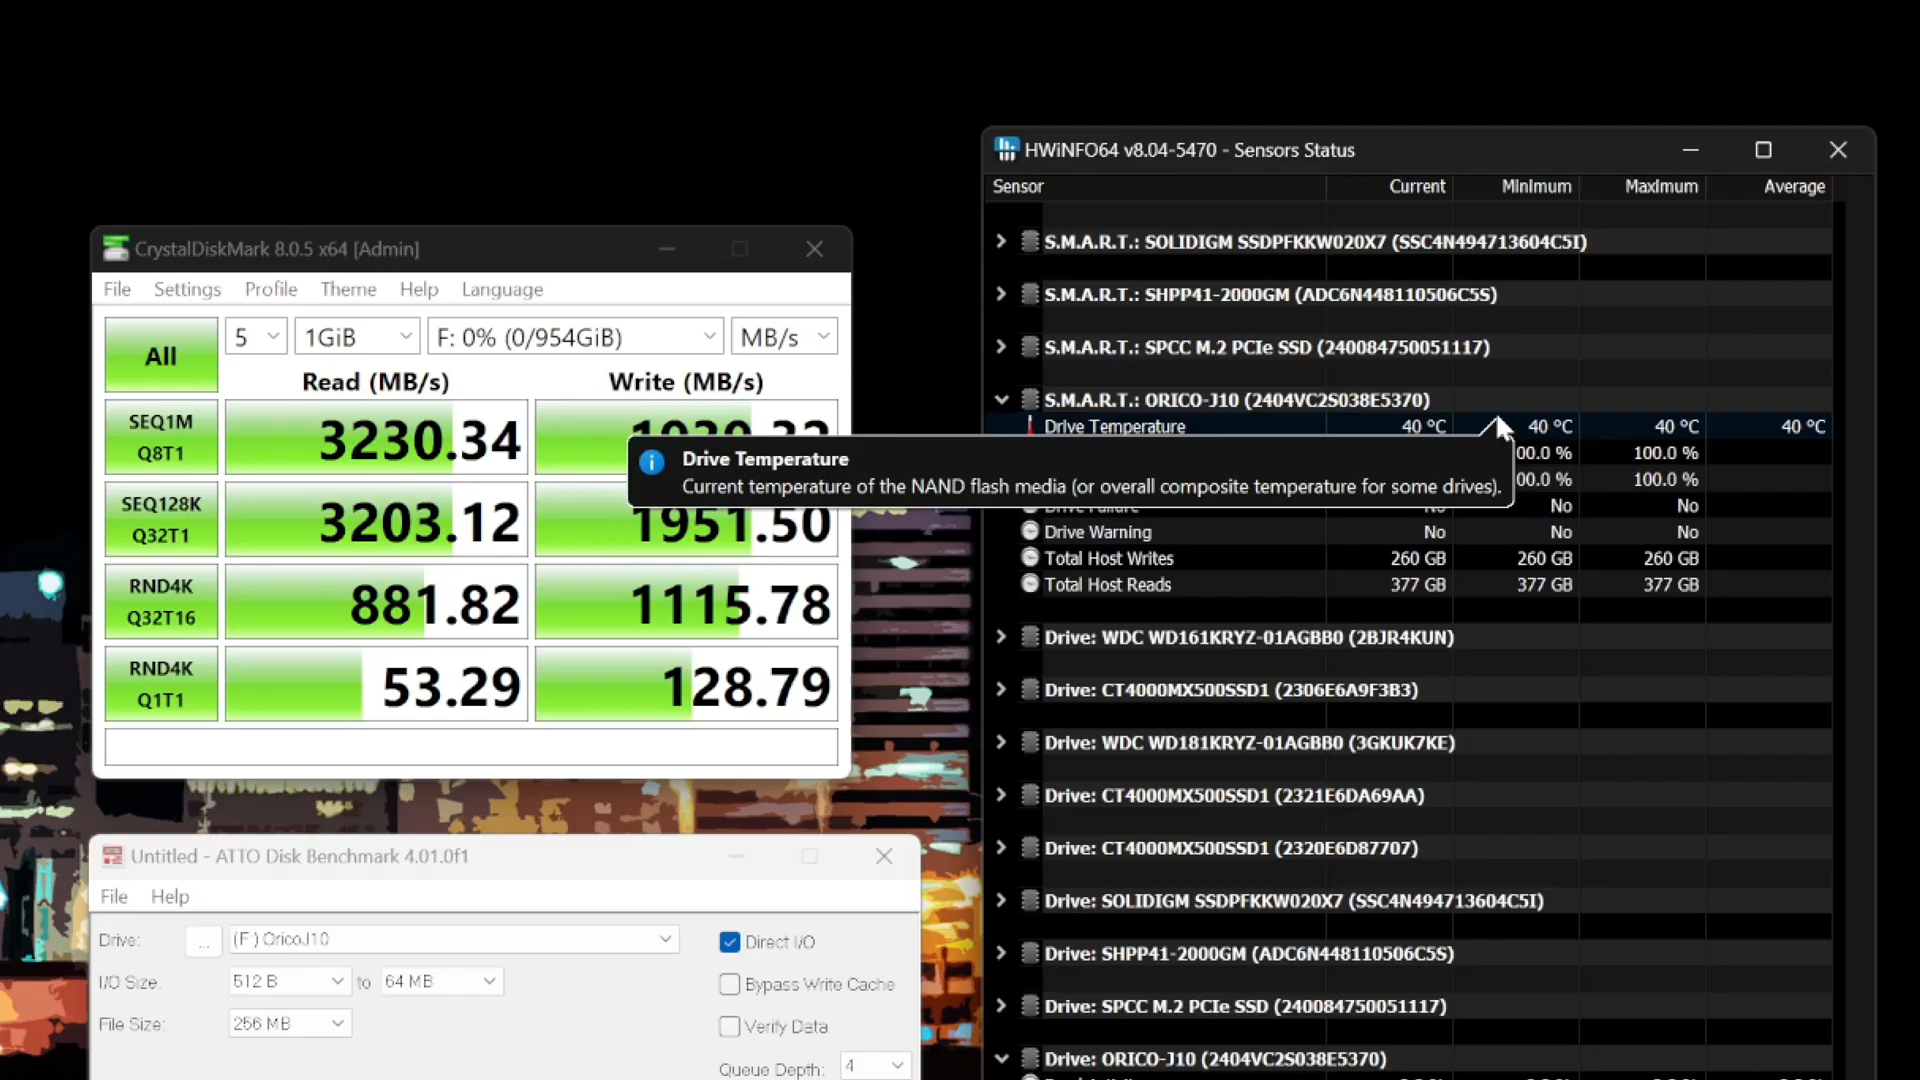 HWiNFO64 v8.04-5470 - Sensors Status
Sensor Current Minimum Maximum Average
S.M.A.R.T.: SOLIDIGM SSDPFKKW020X7 (SSC4N494713604C5I)
S.M.A.R.T.: SHPP41-2000GM (ADC6N448110506C5S)
S.M.A.R.T.: SPCC M.2 PCIe SSD (240084750051117)
S.M.A.R.T.: ORICO-J10 (2404VC2S038E5370)
Drive Temperature 40 °C 40 °C 40 °C 40 °C
00.0 % 100.0 %
00.0 % 100.0 %
Drive Failure No No No
Drive Warning No No No
Total Host Writes 260 GB 260 GB 260 GB
Total Host Reads 377 GB 377 GB 377 GB
Drive: WDC WD161KRYZ-01AGBB0 (2BJR4KUN)
Drive: CT4000MX500SSD1 (2306E6A9F3B3)
Drive: WDC WD181KRYZ-01AGBB0 (3GKUK7KE)
Drive: CT4000MX500SSD1 (2321E6DA69AA)
Drive: CT4000MX500SSD1 (2320E6D87707)
Drive: SOLIDIGM SSDPFKKW020X7 (SSC4N494713604C5I)
Drive: SHPP41-2000GM (ADC6N448110506C5S)
Drive: SPCC M.2 PCIe SSD (240084750051117)
Drive: ORICO-J10 (2404VC2S038E5370)
Drive Temperature
Current temperature of the NAND flash media (or overall composite temperature for some drives).
CrystalDiskMark 8.0.5 x64 [Admin]
File Settings Profile Theme Help Language
All 5 1GiB F: 0% (0/954GiB) MB/s
Read (MB/s) Write (MB/s)
SEQ1M
Q8T1
3230.34
SEQ128K
Q32T1
3203.12 1951.50
RND4K
Q32T16
881.82 1115.78
RND4K
Q1T1
53.29 128.79
Untitled - ATTO Disk Benchmark 4.01.0f1
File Help
Drive: ... (F:) OricoJ10
I/O Size: 512 B to 64 MB
File Size: 256 MB
Direct I/O
Bypass Write Cache
Verify Data
Queue Depth: 4